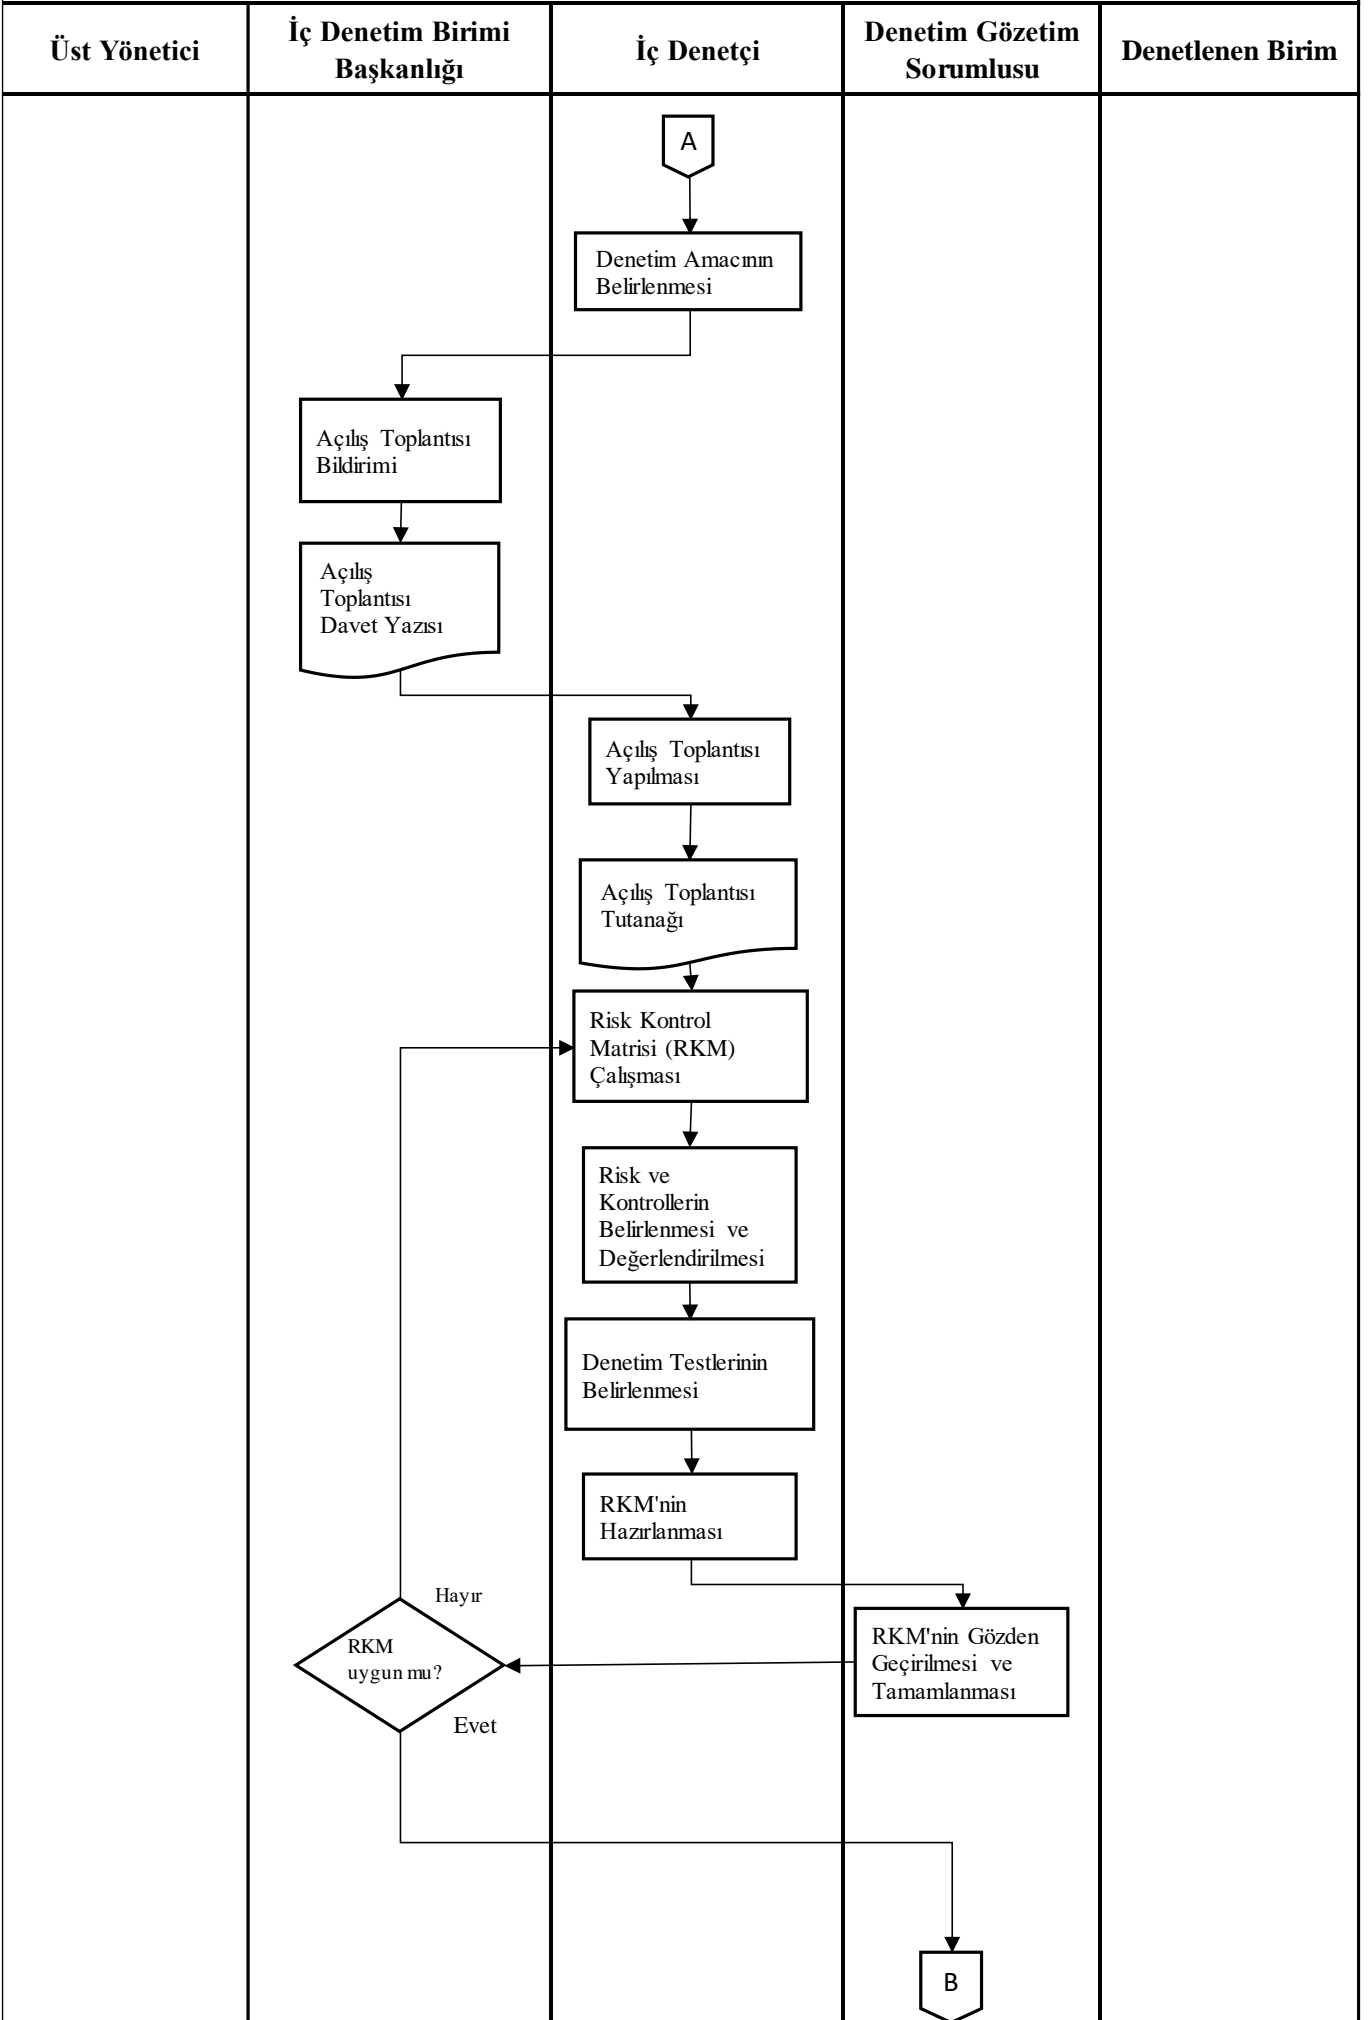 Üst Yönetici
İç Denetim Birimi
Başkanlığı
İç Denetçi
Denetim Gözetim
Sorumlusu
Denetlenen Birim
A
Denetim Amacının
Belirlenmesi
Açılış Toplantısı
Bildirimi
Açılış
Toplantısı
Davet Yazısı
Açılış Toplantısı
Yapılması
Açılış Toplantısı
Tutanağı
Risk Kontrol
Matrisi (RKM)
Çalışması
Risk ve
Kontrollerin
Belirlenmesi ve
Değerlendirilmesi
Denetim Testlerinin
Belirlenmesi
RKM'nin
Hazırlanması
Hayır
RKM
uygun mu?
Evet
RKM'nin Gözden
Geçirilmesi ve
Tamamlanması
B